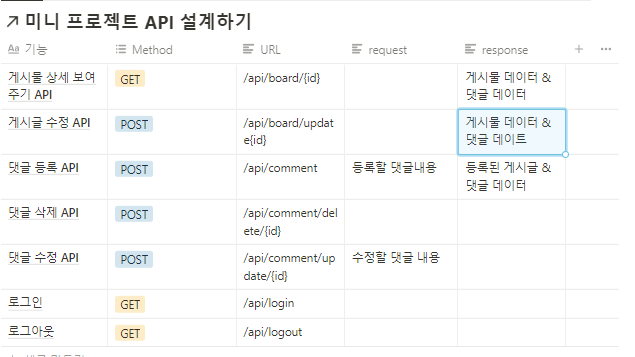 ↗ 미니 프로젝트 API 설계하기
Aa 기능 Method URL request response + ...
게시물 상세 보여 GET /api/board/{id} 게시물 데이터 &
주기 API 댓글 데이터
게시글 수정 API POST /api/board/updat 게시물 데이터 &
e{id} 댓글 데이트
댓글 등록 API POST /api/comment 등록할 댓글내용 등록된 게시글 &
댓글 데이터
댓글 삭제 API POST /api/comment/del
ete/{id}
댓글 수정 API POST /api/comment/up 수정할 댓글 내용
date/{id}
로그인 GET /api/login
로그아웃 GET /api/logout